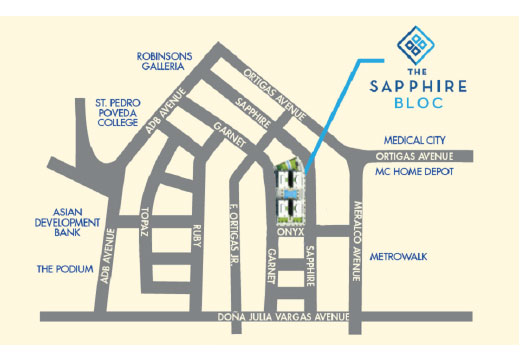 ROBINSONS
GALLERIA
THE
SAPPHIRE
BLOC
ST. PEDRO
POVEDA
COLLEGE
ADB AVENUE
ORTIGAS AVENUE
SAPPHIRE
GARNET
MEDICAL CITY
ORTIGAS AVENUE
MC HOME DEPOT
ASIAN
DEVELOPMENT
BANK
THE PODIUM
ADB AVENUE
TOPAZ
RUBY
F. ORTIGAS JR.
ONYX
GARNET
SAPPHIRE
MERALCO AVENUE
METROWALK
DOÑA JULIA VARGAS AVENUE